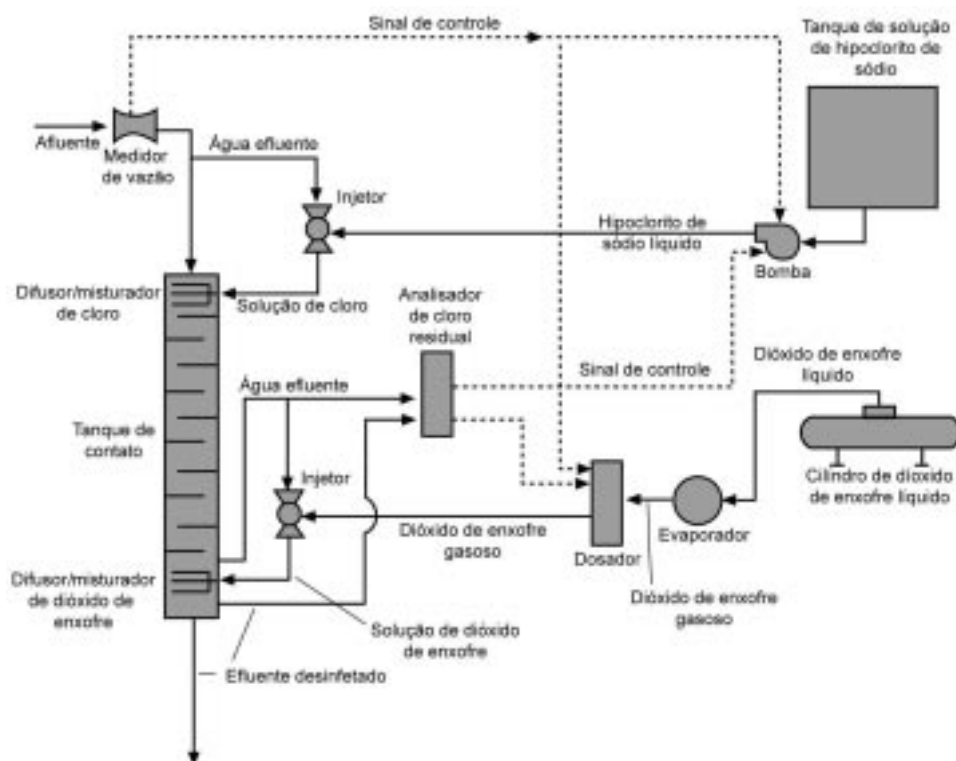 Sinal de controle
Tanque de solução
de hipoclorito de
sódio
Afluente
Medidor
de vazão
Água efluente
Injetor
Hipoclorito de
sódio líquido
Bomba
Difusor/misturador
de cloro
Solução de cloro
Analisador
de cloro
residual
Sinal de controle
Dióxido de enxofre
líquido
Água efluente
Tanque de
contato
Injetor
Cilindro de dioxido
de enxofre líquido
Dióxido de enxofre
gasoso
Evaporador
Dosador
Difusor/misturador
de dióxido de
enxofre
Dióxido de enxofre
gasoso
Solução de dióxido
de enxofre
Efluente desinfetado